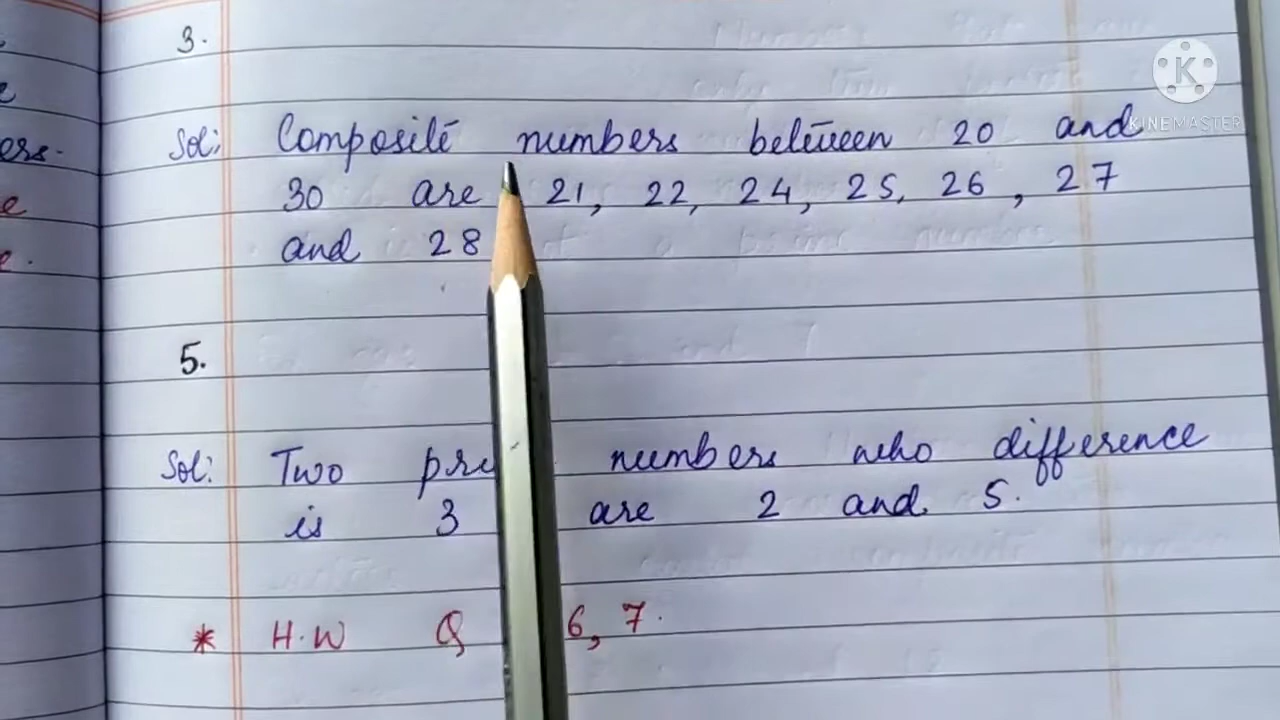 3.
Sol: Composite numbers between 20 and
30 are 21, 22, 24, 25, 26, 27
and 28
5.
Sol: Two numbers who difference
is 3 are 2 and 5.
* H.W Q 6, 7.
ers.
K
KINEMASTER